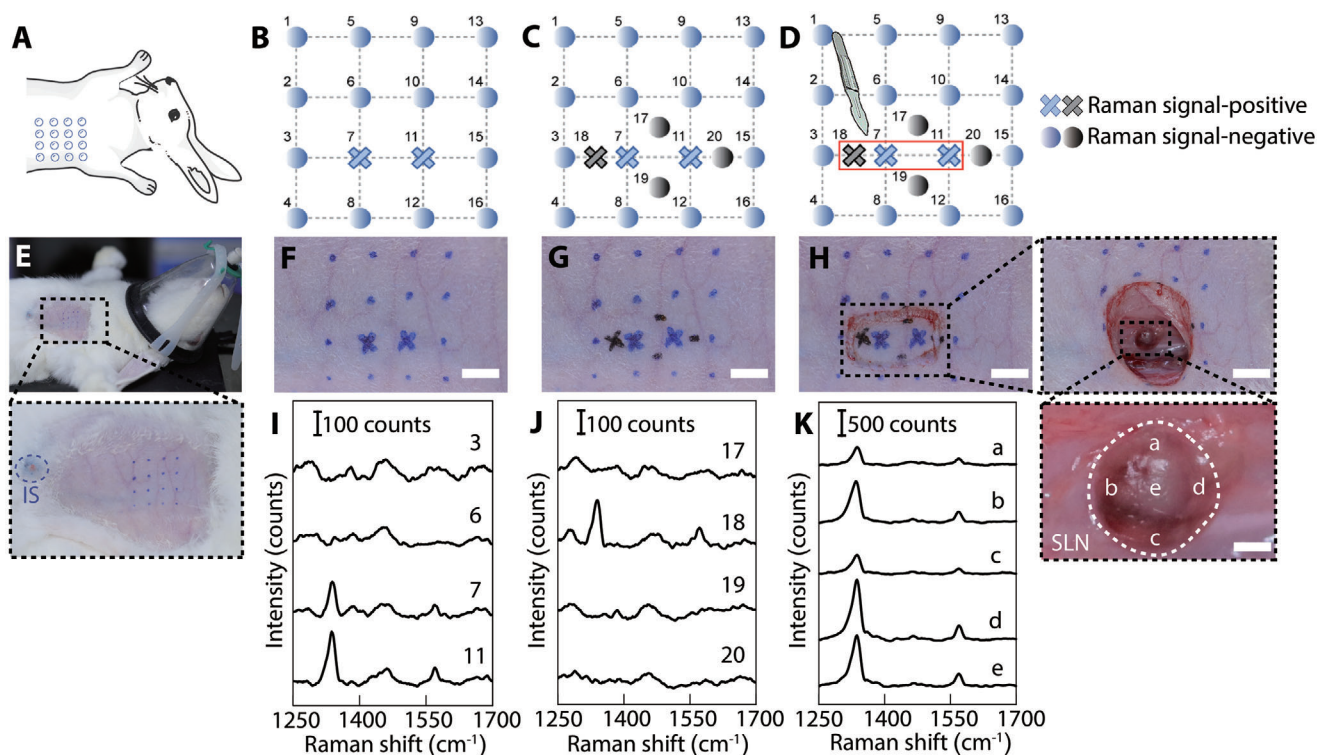 A
B
1 5 9 13
2 6 10 14
3 7 11 15
4 8 12 16
C
1 5 9 13
2 6 10 14
17
3 18 7 11 20 15
19
4 8 12 16
D
1 5 9 13
2 6 10 14
17
3 18 7 11 20 15
19
4 8 12 16
Raman signal-positive
Raman signal-negative
E
IS
F
G
H
SLN
a
b
c
d
e
I
100 counts
3
6
7
11
Intensity (counts)
1250 1400 1550 1700
Raman shift (cm⁻¹)
J
100 counts
17
18
19
20
Intensity (counts)
1250 1400 1550 1700
Raman shift (cm⁻¹)
K
500 counts
a
b
c
d
e
Intensity (counts)
1250 1400 1550 1700
Raman shift (cm⁻¹)